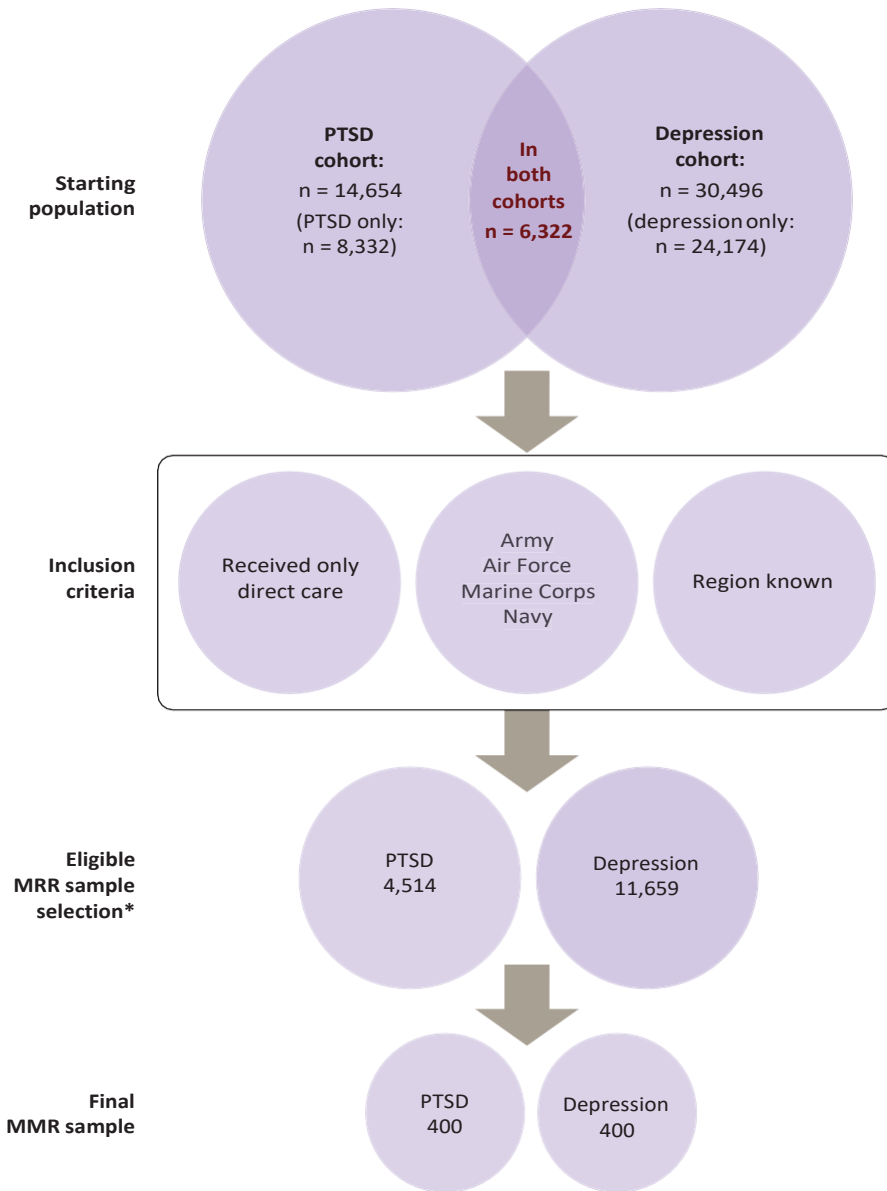 Starting
population
PTSD
cohort:
n = 14,654
(PTSD only:
n = 8,332)
In
both
cohorts
n = 6,322
Depression
cohort:
n = 30,496
(depression only:
n = 24,174)
Inclusion
criteria
Received only
direct care
Army
Air Force
Marine Corps
Navy
Region known
Eligible
MRR sample
selection*
PTSD
4,514
Depression
11,659
Final
MMR sample
PTSD
400
Depression
400